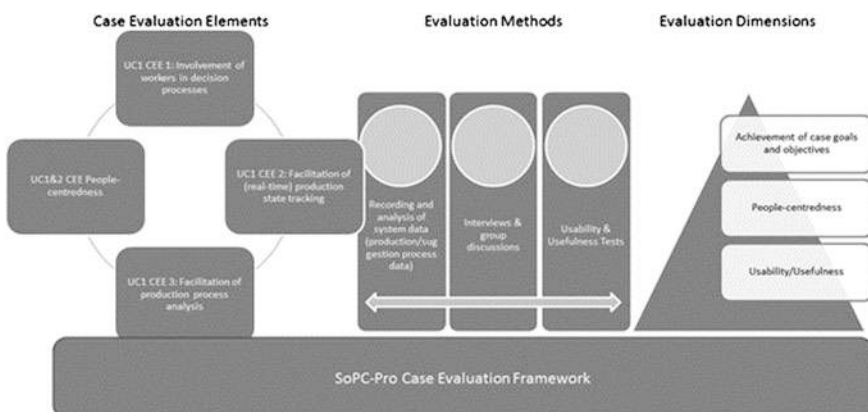 Case Evaluation Elements
Evaluation Methods
Evaluation Dimensions
UC1 CEE 1: Involvement of
workers in decision
processes
UC1&2 CEE People-
centredness
UC1 CEE 2: Facilitation of
(real-time) production
state tracking
UC1 CEE 3: Facilitation of
production process
analysis
Recording and
analysis of
system data
(production/sug
gestion process
data)
Interviews &
group
discussions
Usability &
Usefulness Tests
Achievement of case goals
and objectives
People-centredness
Usability/Usefulness
SoPC-Pro Case Evaluation Framework